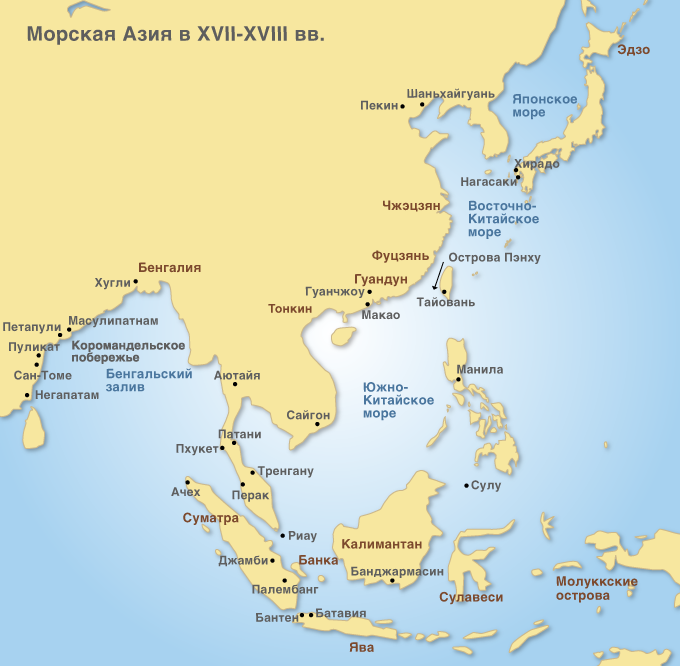 Морская Азия в XVII-XVIII вв.
Эдзо
Шаньхайгуань
Пекин
Японское
море
Хирадо
Нагасаки
Чжэцзян
Восточно-
Китайское
море
Фуцзянь
Острова Пэнху
Бенгалия
Гуандун
Хугли
Гуанчжоу
Тайовань
Тонкин
Макао
Масулипатнам
Петапули
Пуликат
Коромандельское
побережье
Сан-Томе
Бенгальский
залив
Аютайя
Манила
Южно-
Китайское
море
Негапатам
Сайгон
Патани
Пхукет
Тренгану
Ачех
Перак
Сулу
Суматра
Риау
Калимантан
Джамби
Банка
Банджармасин
Молуккские
острова
Палембанг
Сулавеси
Бантен
Батавия
Ява